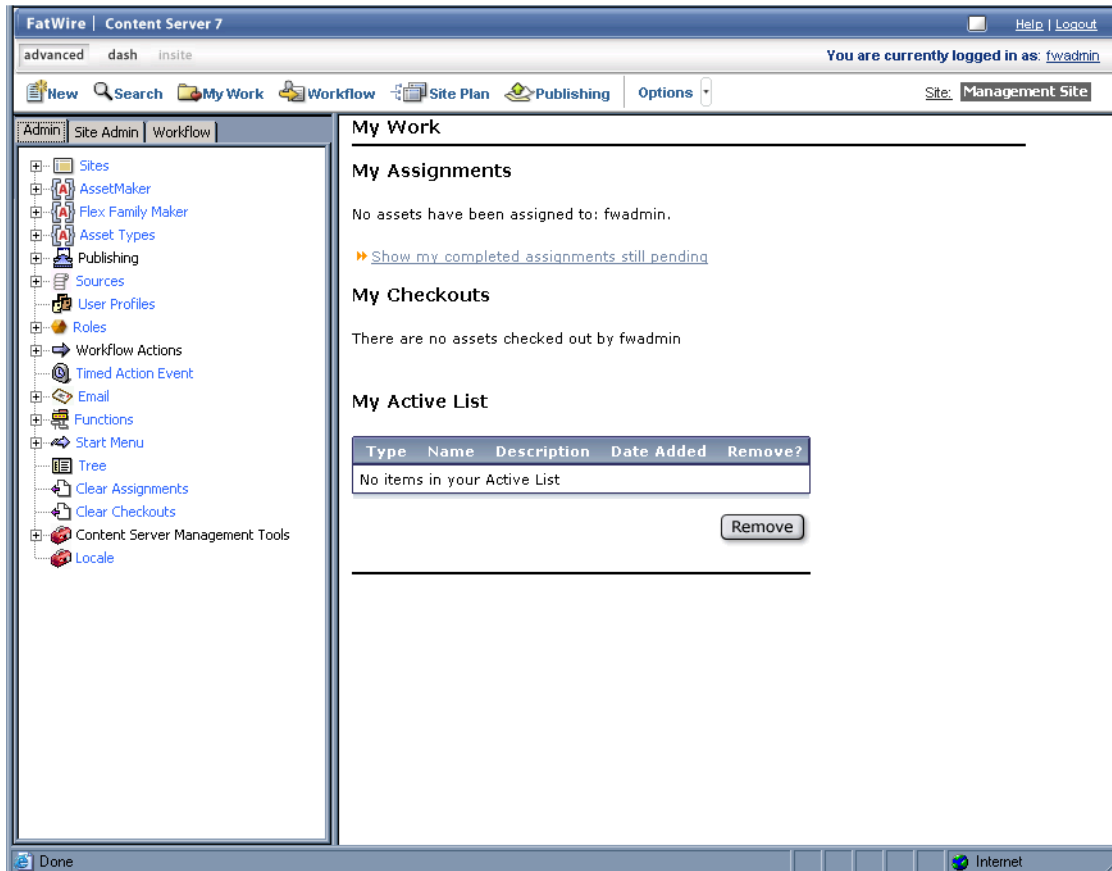 FatWire | Content Server 7
Help | Logout
advanced dash insite
You are currently logged in as: fwadmin
New Search My Work Workflow Site Plan Publishing Options
Site: Management Site
Admin Site Admin Workflow
Sites
AssetMaker
Flex Family Maker
Asset Types
Publishing
Sources
User Profiles
Roles
Workflow Actions
Timed Action Event
Email
Functions
Start Menu
Tree
Clear Assignments
Clear Checkouts
Content Server Management Tools
Locale
My Work
My Assignments
No assets have been assigned to: fwadmin.
Show my completed assignments still pending
My Checkouts
There are no assets checked out by fwadmin
My Active List
Type Name Description Date Added Remove?
No items in your Active List
Remove
Done
Internet